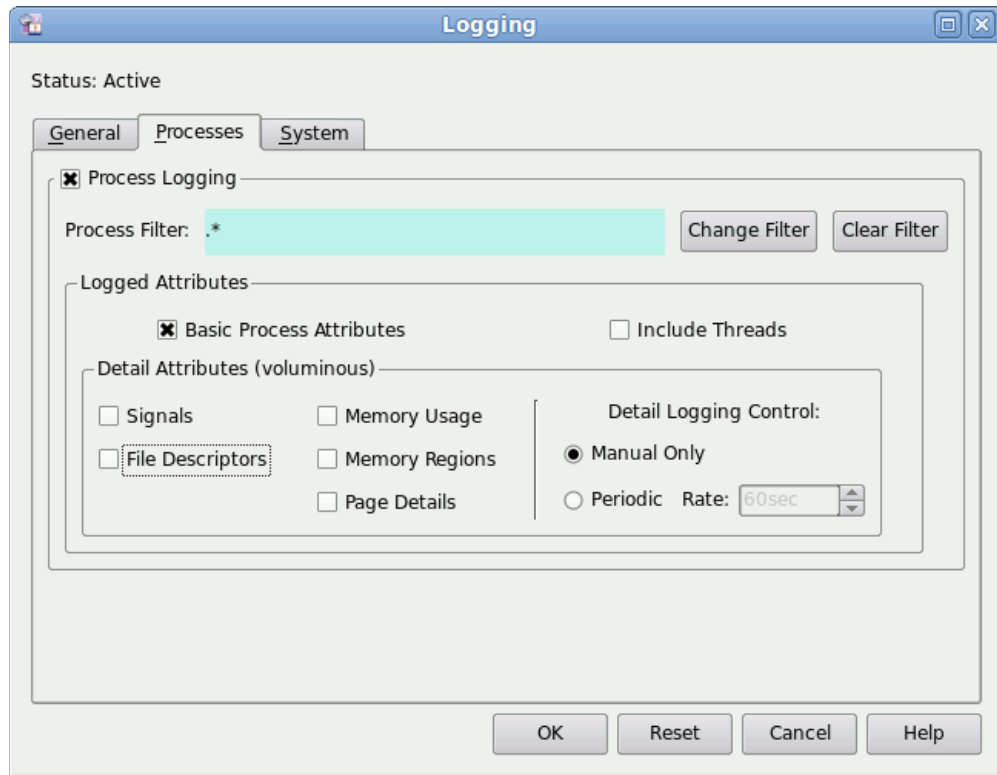 Logging
Status: Active
General Processes System
Process Logging
Process Filter: .* Change Filter Clear Filter
Logged Attributes
Basic Process Attributes Include Threads
Detail Attributes (voluminous)
Signals Memory Usage Detail Logging Control:
File Descriptors Memory Regions Manual Only
Page Details Periodic Rate: 60sec
OK Reset Cancel Help